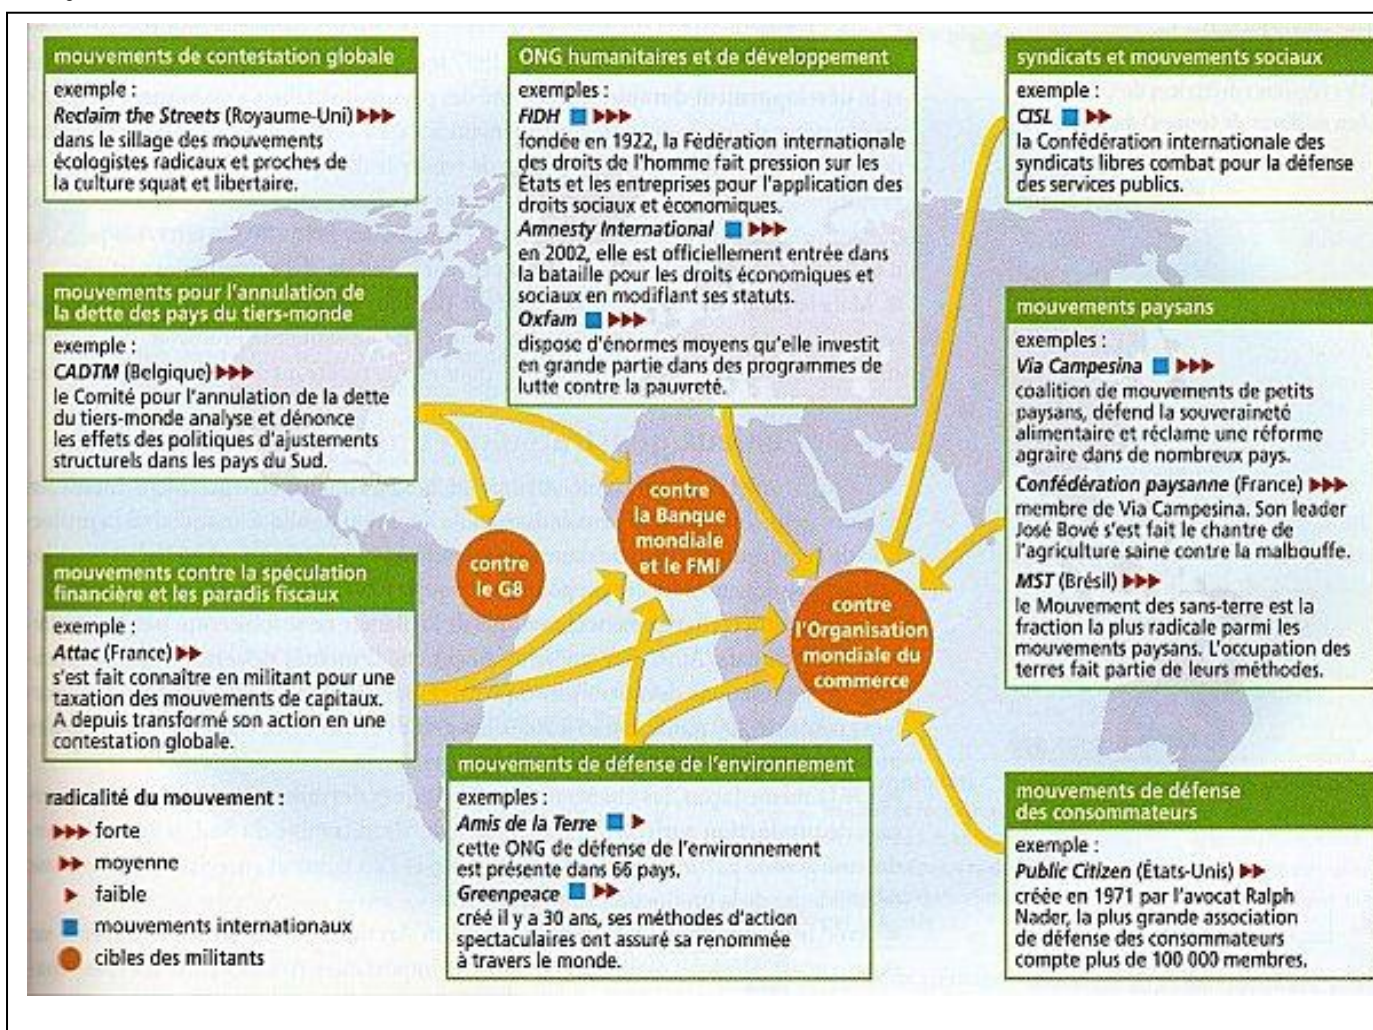 mouvements de contestation globale
exemple :
Reclaim the Streets (Royaume-Uni)
dans le sillage des mouvements
écologistes radicaux et proches de
la culture squat et libertaire.
mouvements pour l'annulation de
la dette des pays du tiers-monde
exemple :
CADTM (Belgique)
le Comité pour l'annulation de la dette
du tiers-monde analyse et dénonce
les effets des politiques d'ajustements
structurels dans les pays du Sud.
mouvements contre la spéculation
financière et les paradis fiscaux
exemple :
Attac (France)
s'est fait connaître en militant pour une
taxation des mouvements de capitaux.
A depuis transformé son action en une
contestation globale.
radicalité du mouvement :
forte
moyenne
faible
mouvements internationaux
cibles des militants
ONG humanitaires et de développement
exemples :
FIDH
fondée en 1922, la Fédération internationale
des droits de l'homme fait pression sur les
États et les entreprises pour l'application des
droits sociaux et économiques.
Amnesty International
en 2002, elle est officiellement entrée dans
la bataille pour les droits économiques et
sociaux en modifiant ses statuts.
Oxfam
dispose d'énormes moyens qu'elle investit
en grande partie dans des programmes de
lutte contre la pauvreté.
contre
le G8
contre
la Banque
mondiale
et le FMI
contre
l'Organisation
mondiale du
commerce
mouvements de défense de l'environnement
exemples :
Amis de la Terre
cette ONG de défense de l'environnement
est présente dans 66 pays.
Greenpeace
créé il y a 30 ans, ses méthodes d'action
spectaculaires ont assuré sa renommée
à travers le monde.
syndicats et mouvements sociaux
exemple :
CISL
la Confédération internationale des
syndicats libres combat pour la défense
des services publics.
mouvements paysans
exemples :
Via Campesina
coalition de mouvements de petits
paysans, défend la souveraineté
alimentaire et réclame une réforme
agraire dans de nombreux pays.
Confédération paysanne (France)
membre de Via Campesina. Son leader
José Bové s'est fait le chantre de
l'agriculture saine contre la malbouffe.
MST (Brésil)
le Mouvement des sans-terre est la
fraction la plus radicale parmi les
mouvements paysans. L'occupation des
terres fait partie de leurs méthodes.
mouvements de défense
des consommateurs
exemple :
Public Citizen (États-Unis)
créée en 1971 par l'avocat Ralph
Nader, la plus grande association
de défense des consommateurs
compte plus de 100 000 membres.